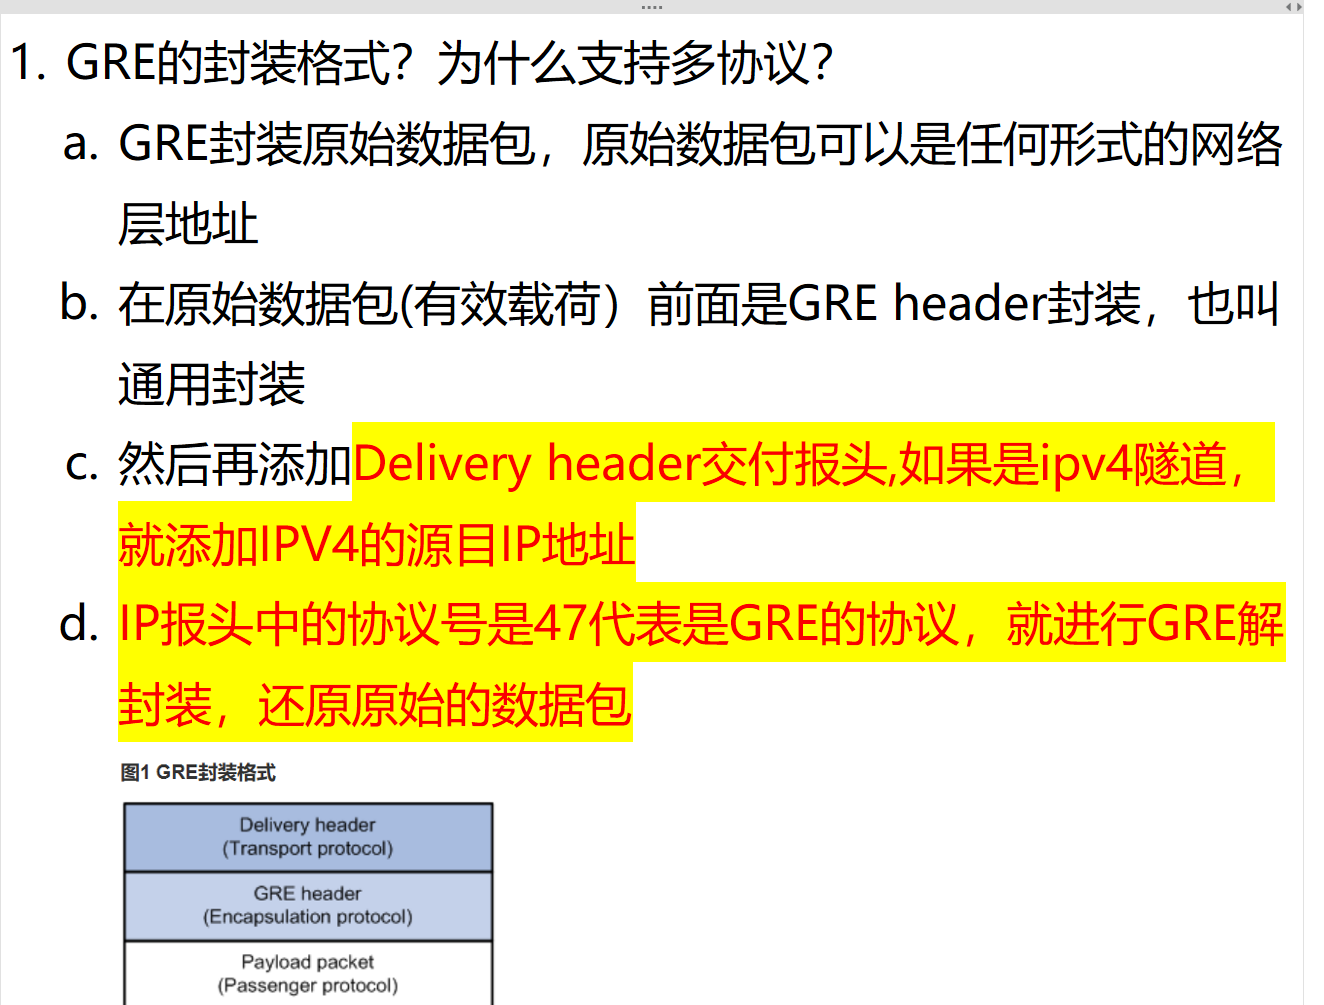 1. GRE的封装格式？为什么支持多协议？
a. GRE封装原始数据包，原始数据包可以是任何形式的网络
层地址
b. 在原始数据包(有效载荷）前面是GRE header封装，也叫
通用封装
c. 然后再添加Delivery header交付报头,如果是ipv4隧道，
就添加IPV4的源目IP地址
d. IP报头中的协议号是47代表是GRE的协议，就进行GRE解
封装，还原原始的数据包
图1 GRE封装格式
Delivery header
(Transport protocol)
GRE header
(Encapsulation protocol)
Payload packet
(Passenger protocol)